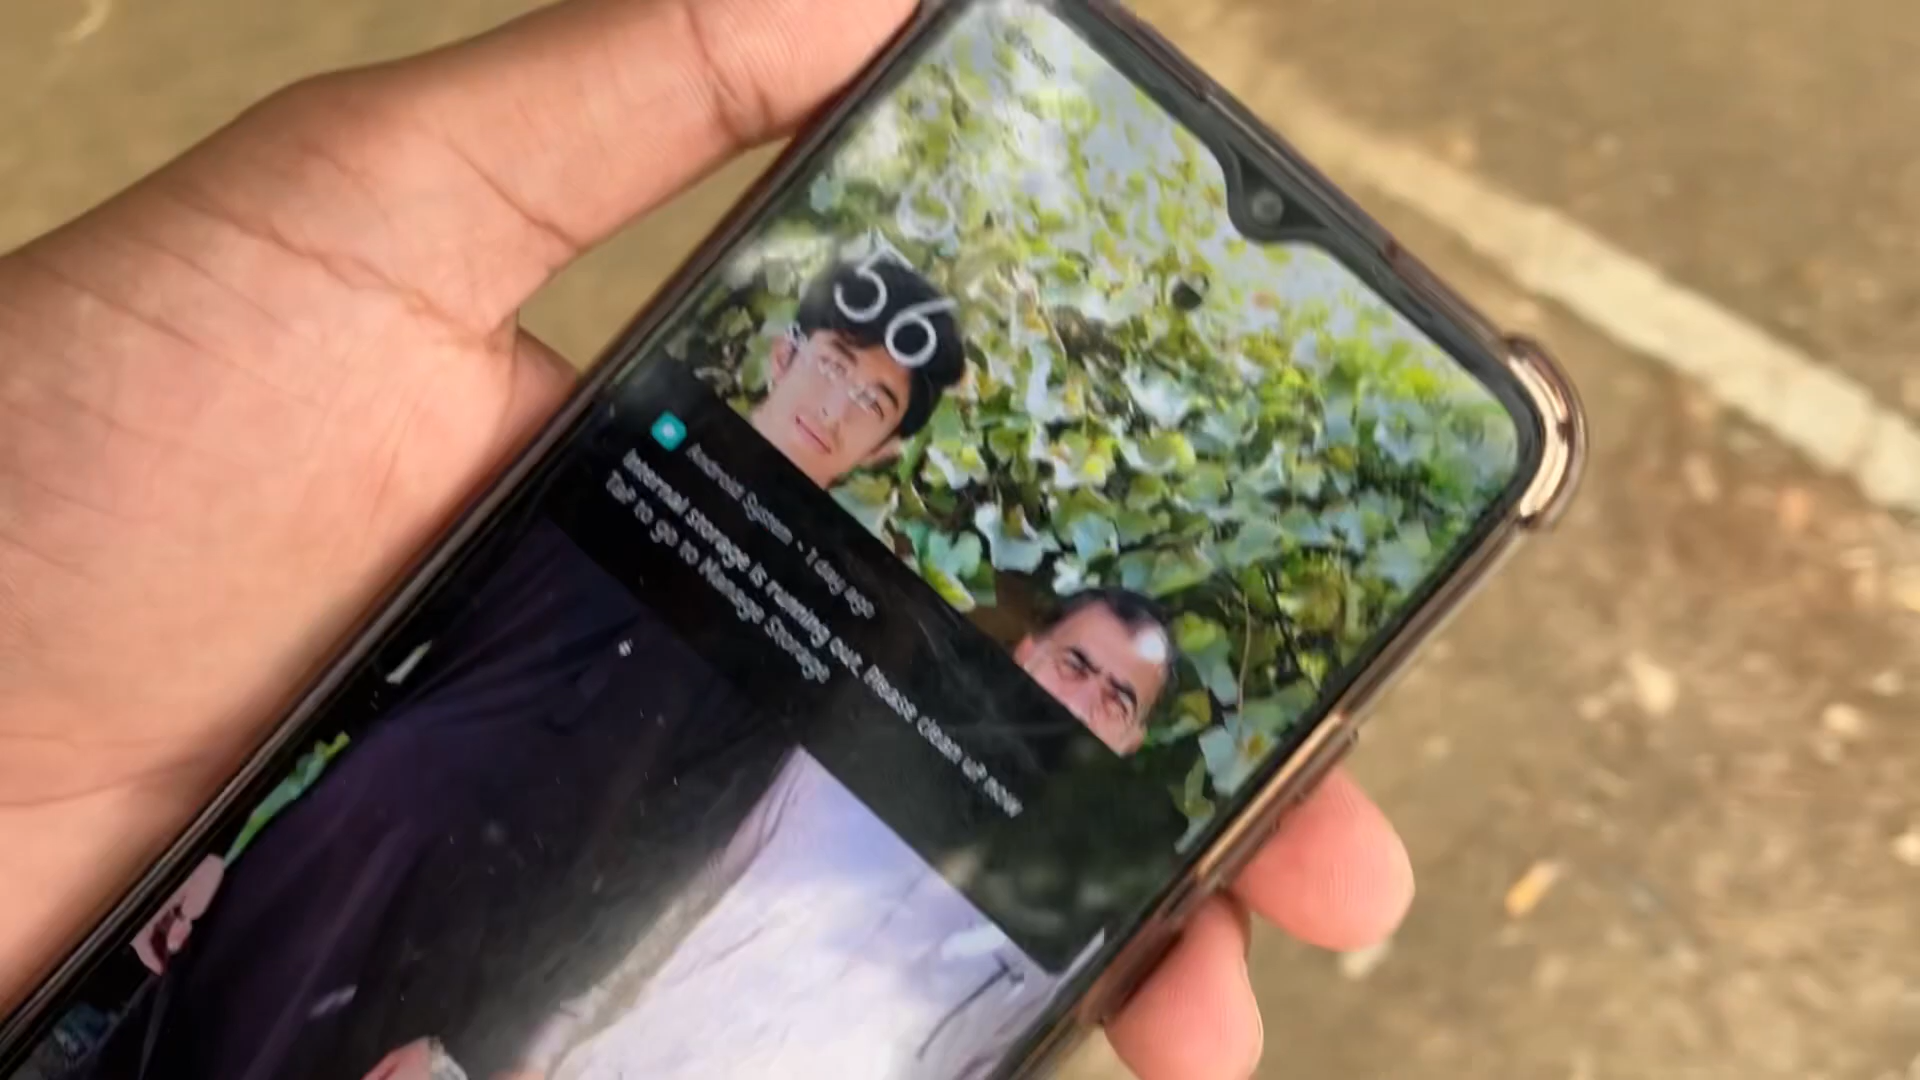 56
Android System • 1 day ago
Internal storage is running out. Please clean up now
Tap to go to Manage Storage